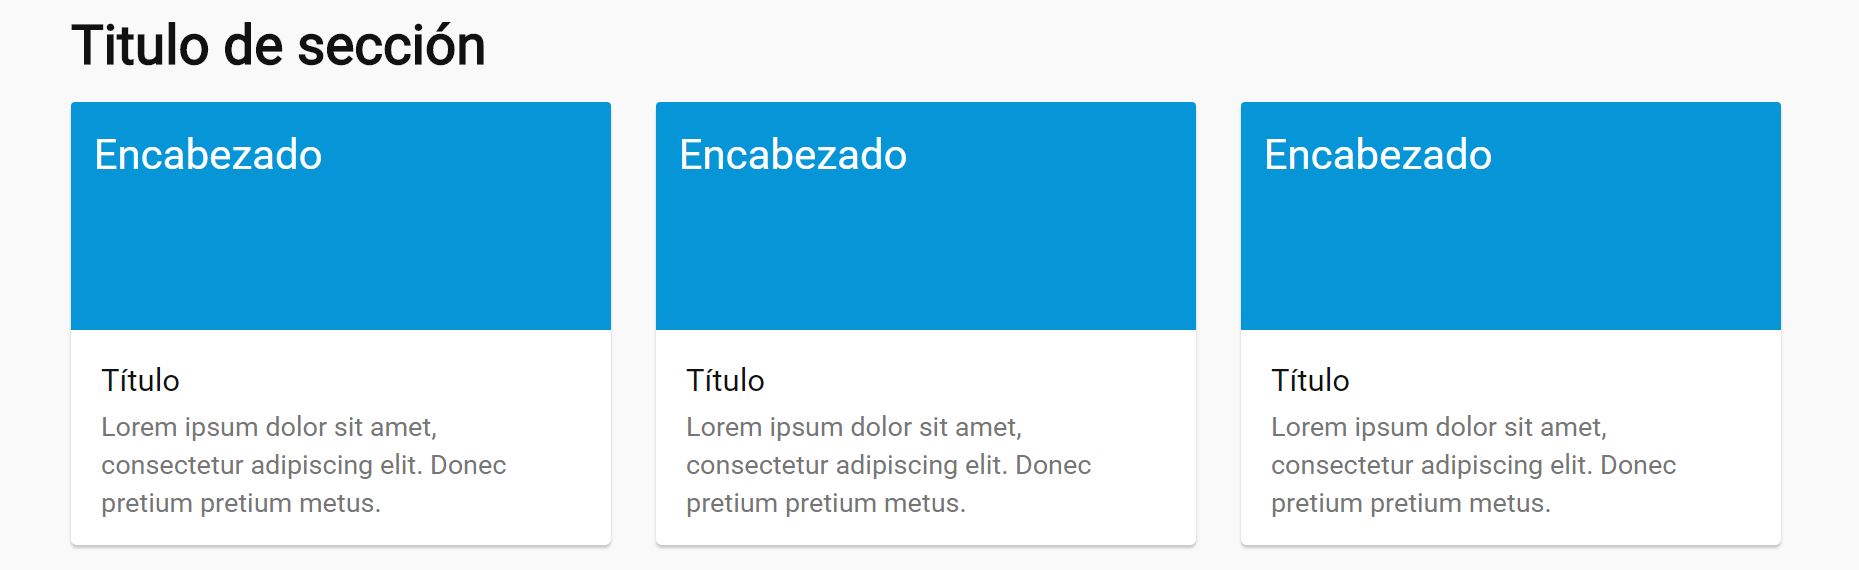 Titulo de sección
Encabezado
Título
Lorem ipsum dolor sit amet,
consectetur adipiscing elit. Donec
pretium pretium metus.
Encabezado
Título
Lorem ipsum dolor sit amet,
consectetur adipiscing elit. Donec
pretium pretium metus.
Encabezado
Título
Lorem ipsum dolor sit amet,
consectetur adipiscing elit. Donec
pretium pretium metus.